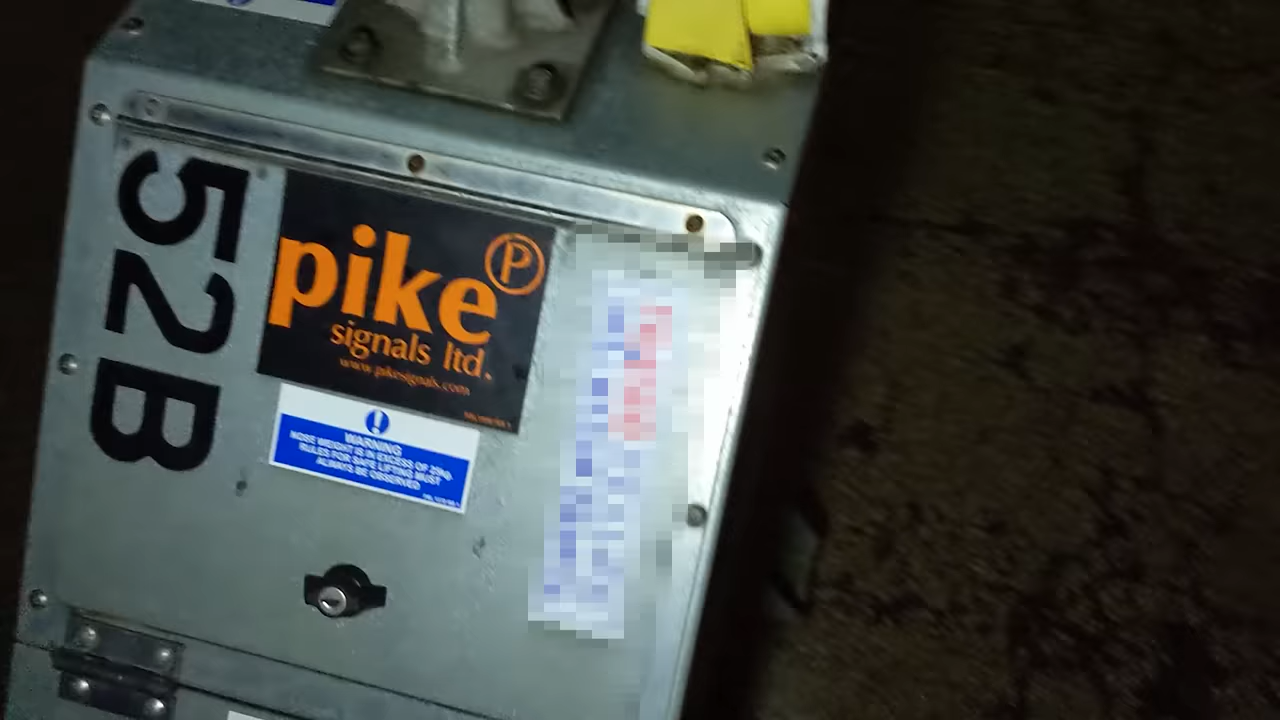 52B
pike P
signals ltd.
www.pikesignals.com
WARNING
NOSE WEIGHT IS IN EXCESS OF 25kg.
RULES FOR SAFE LIFTING MUST
ALWAYS BE OBSERVED